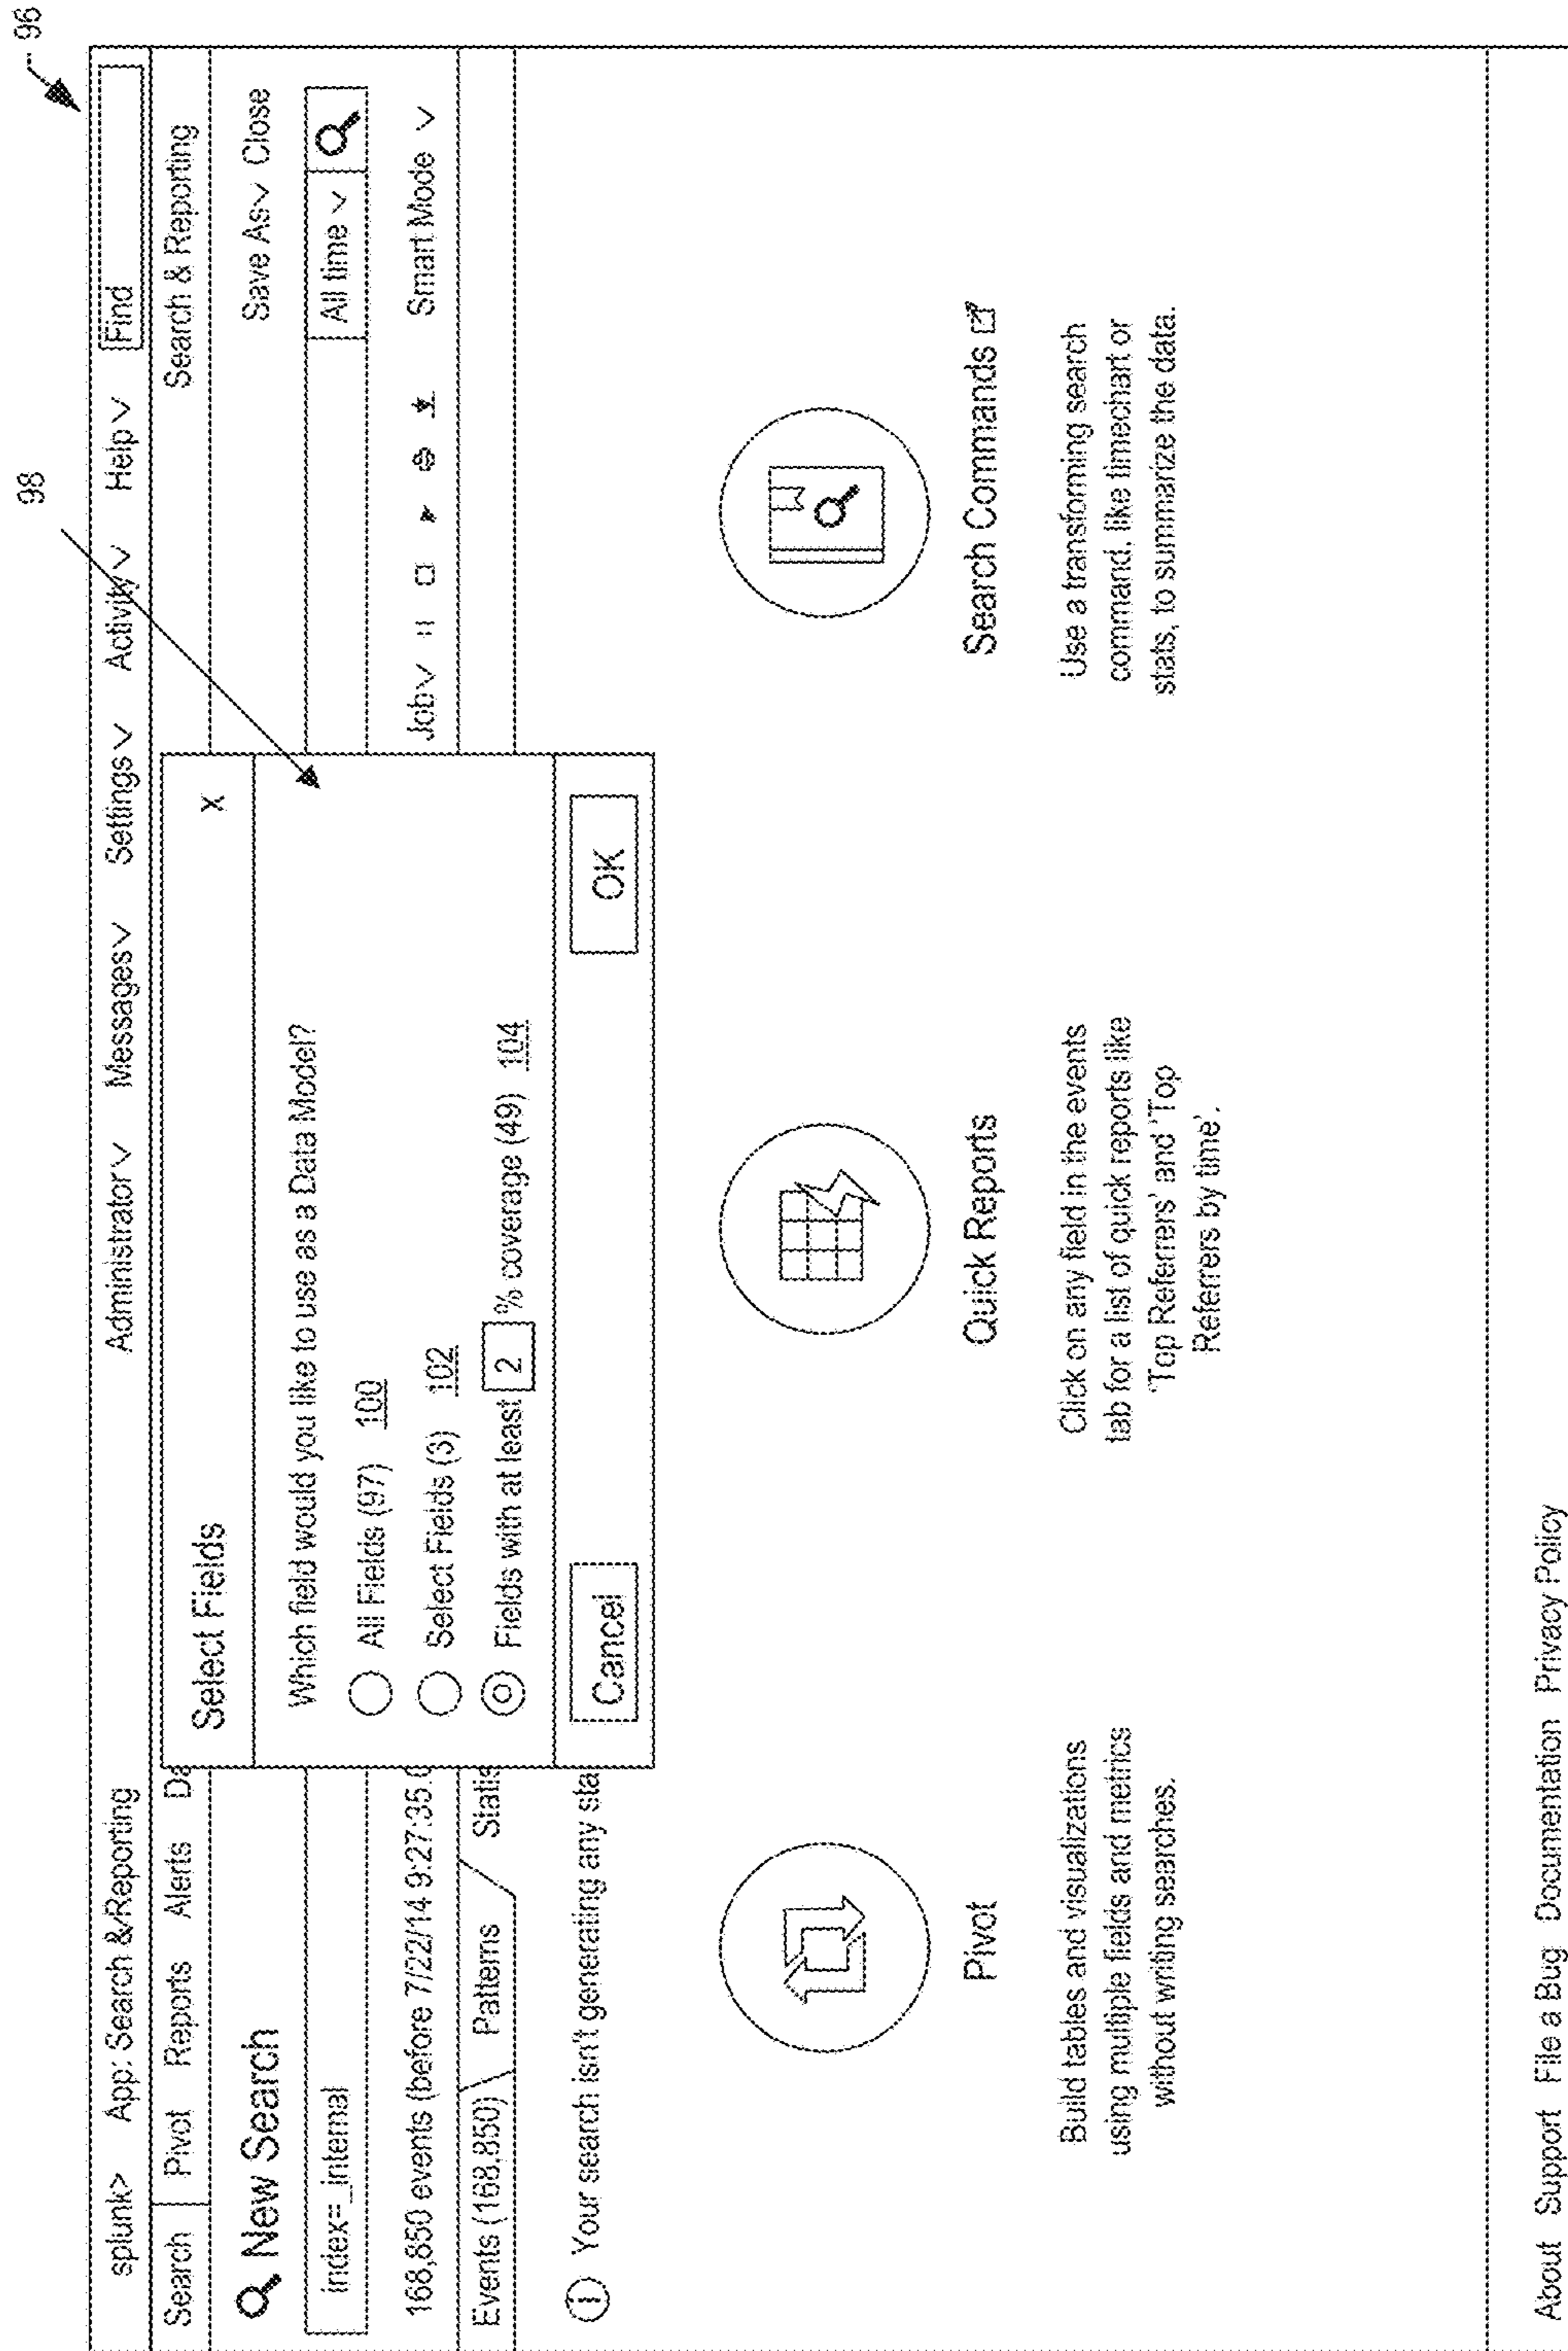 96
98
splunk> App: Search & Reporting Administrator Messages Settings Activity Help Find
Search Pivot Reports Alerts Da Search & Reporting
New Search Save As Close
index=_internal All time
168,850 events (before 7/22/14 9:27:35.0 Job Smart Mode
Events (168,850) Patterns Statis
Your search isn't generating any sta
Select Fields X
Which field would you like to use as a Data Model?
All Fields (97) 100
Select Fields (3) 102
Fields with at least 2 % coverage (49) 104
Cancel OK
Pivot
Build tables and visualizations
using multiple fields and metrics
without writing searches.
Quick Reports
Click on any field in the events
tab for a list of quick reports like
'Top Referrers' and 'Top
Referrers by time'.
Search Commands
Use a transforming search
command, like timechart or
stats, to summarize the data.
About Support File a Bug Documentation Privacy Policy